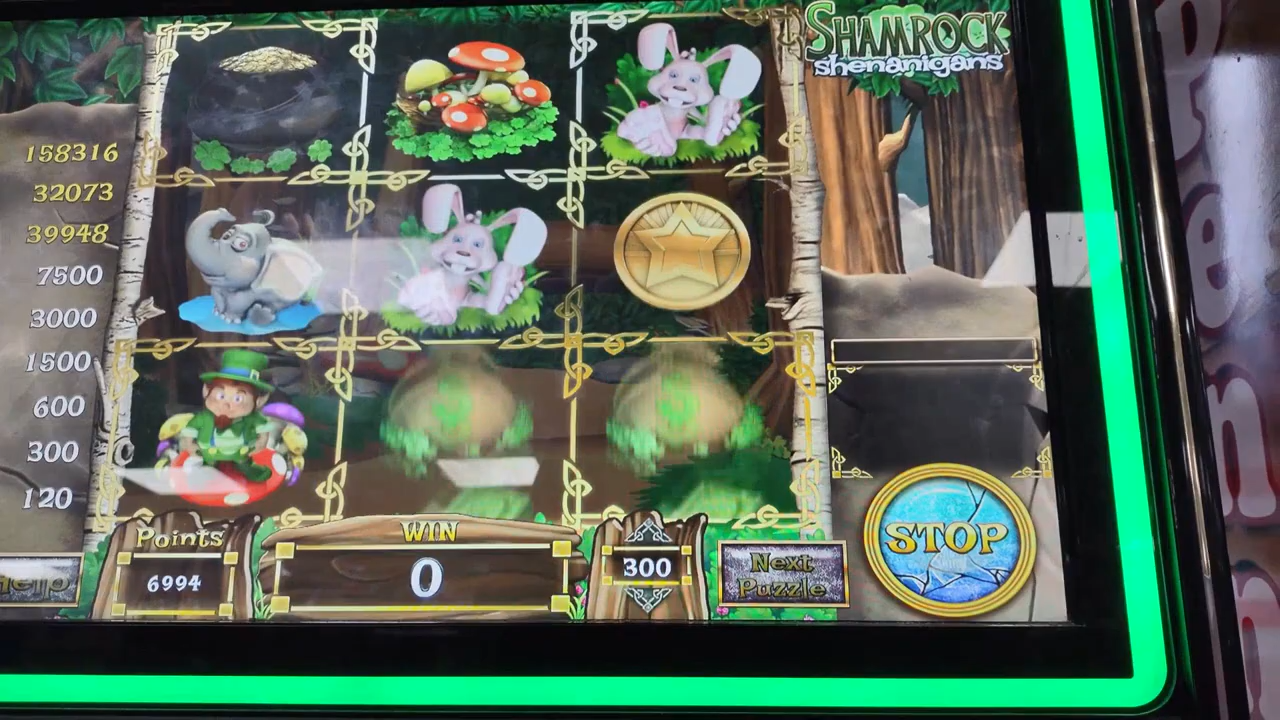 SHAMROCK
shenanigans
158316
32073
39948
7500
3000
1500
600
300
120
Help
Points
6994
WIN
0
300
Next
Puzzle
STOP